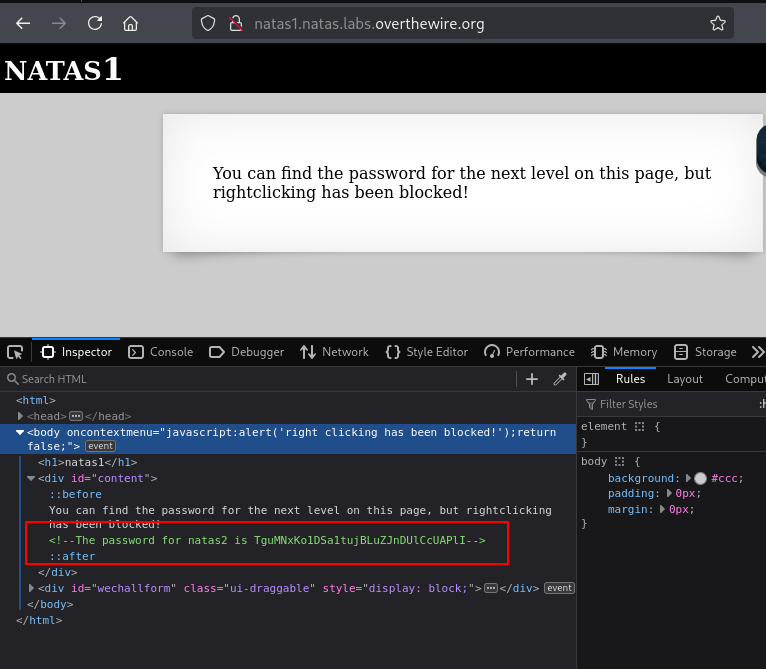 natas1.natas.labs.overthewire.org
NATAS1
You can find the password for the next level on this page, but
rightclicking has been blocked!
Inspector Console Debugger Network Style Editor Performance Memory Storage
Search HTML
Rules Layout Comput
Filter Styles :h
<html>
<head></head>
<body oncontextmenu="javascript:alert('right clicking has been blocked!');return
false;"> event
<h1>natas1</h1>
<div id="content">
::before
You can find the password for the next level on this page, but rightclicking
has been blocked!
<!--The password for natas2 is TguMNxKo1DSa1tujBLuZJnDUlCcUAPlI-->
::after
</div>
<div id="wechallform" class="ui-draggable" style="display: block;"></div> event
</body>
</html>
element {
}
body {
background: #ccc;
padding: 0px;
margin: 0px;
}